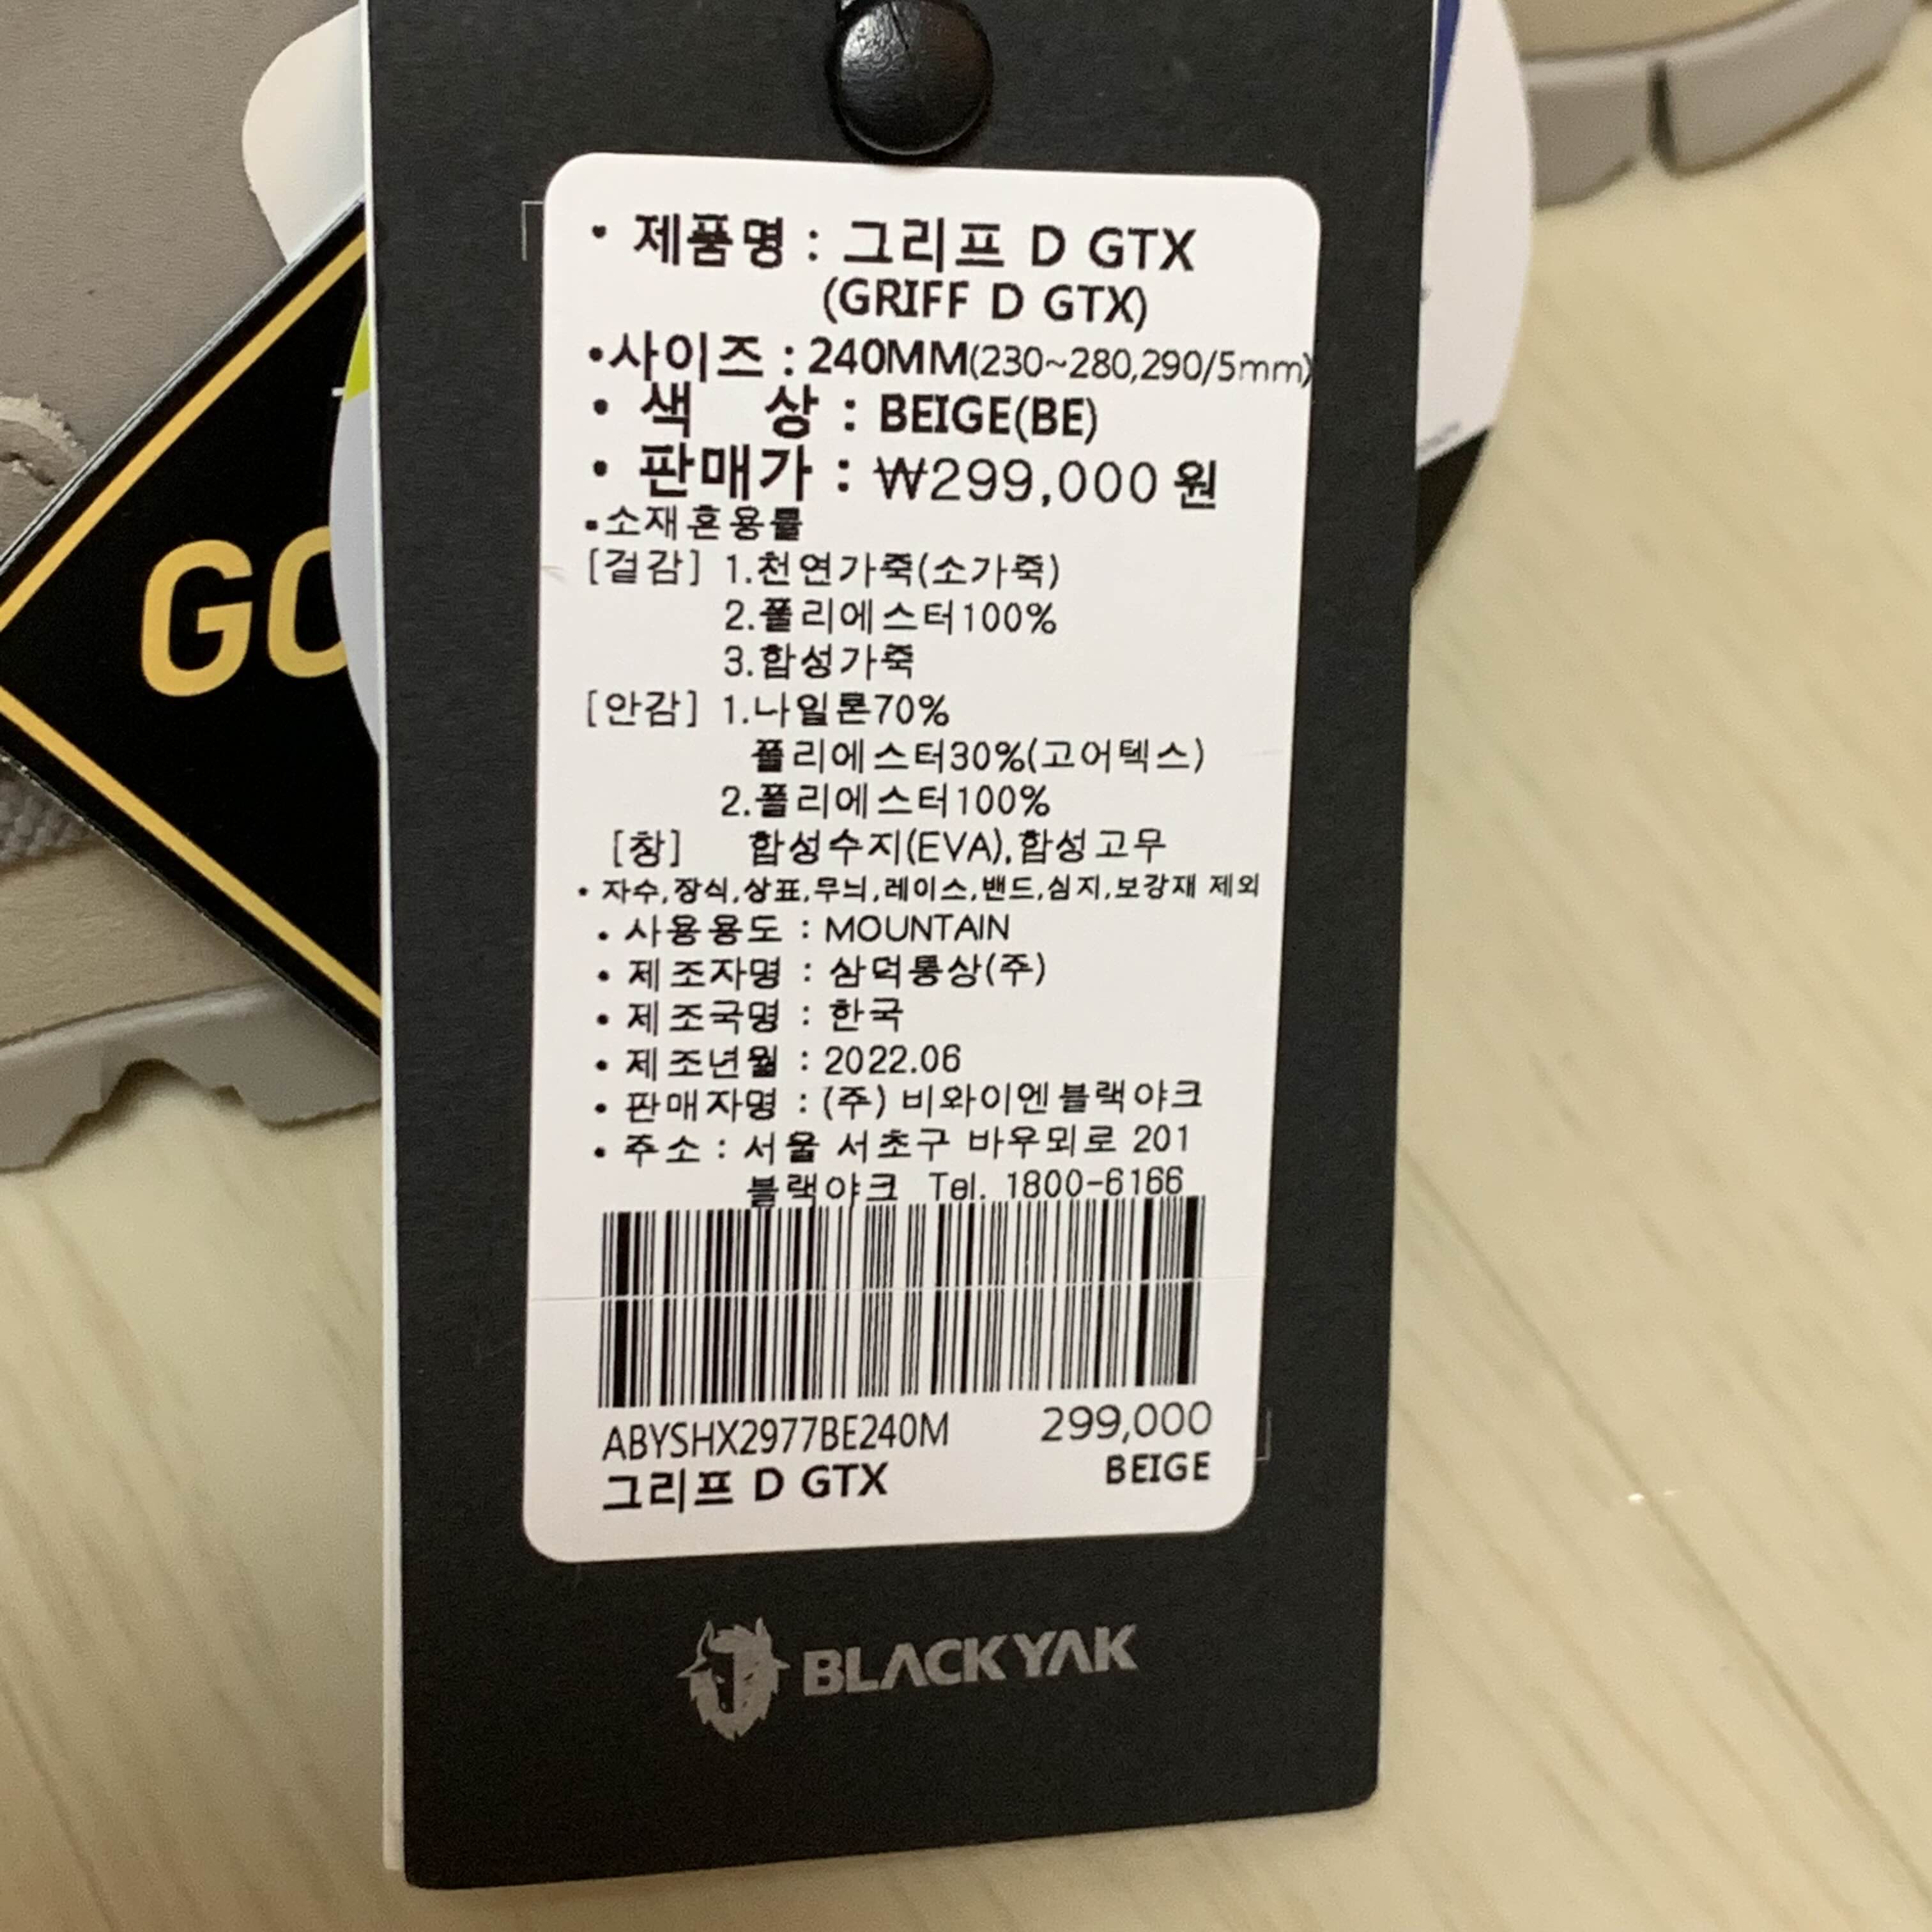 • 제품명 : 그리프 D GTX
(GRIFF D GTX)
•사이즈 : 240MM(230~280,290/5mm)
• 색 상 : BEIGE(BE)
• 판매가 : ₩299,000 원
▪소재혼용률
[겉감] 1.천연가죽(소가죽)
2.폴리에스터100%
3.합성가죽
[안감] 1.나일론70%
폴리에스터30%(고어텍스)
2.폴리에스터100%
[창] 합성수지(EVA),합성고무
* 자수,장식,상표,무늬,레이스,밴드,심지,보강재 제외
• 사용용도 : MOUNTAIN
• 제조자명 : 삼덕통상(주)
• 제조국명 : 한국
• 제조년월 : 2022.06
• 판매자명 : (주) 비와이엔블랙야크
• 주소 : 서울 서초구 바우뫼로 201
블랙야크 Tel. 1800-6166
ABYSHX2977BE240M 299,000
그리프 D GTX BEIGE
BLACKYAK
GO